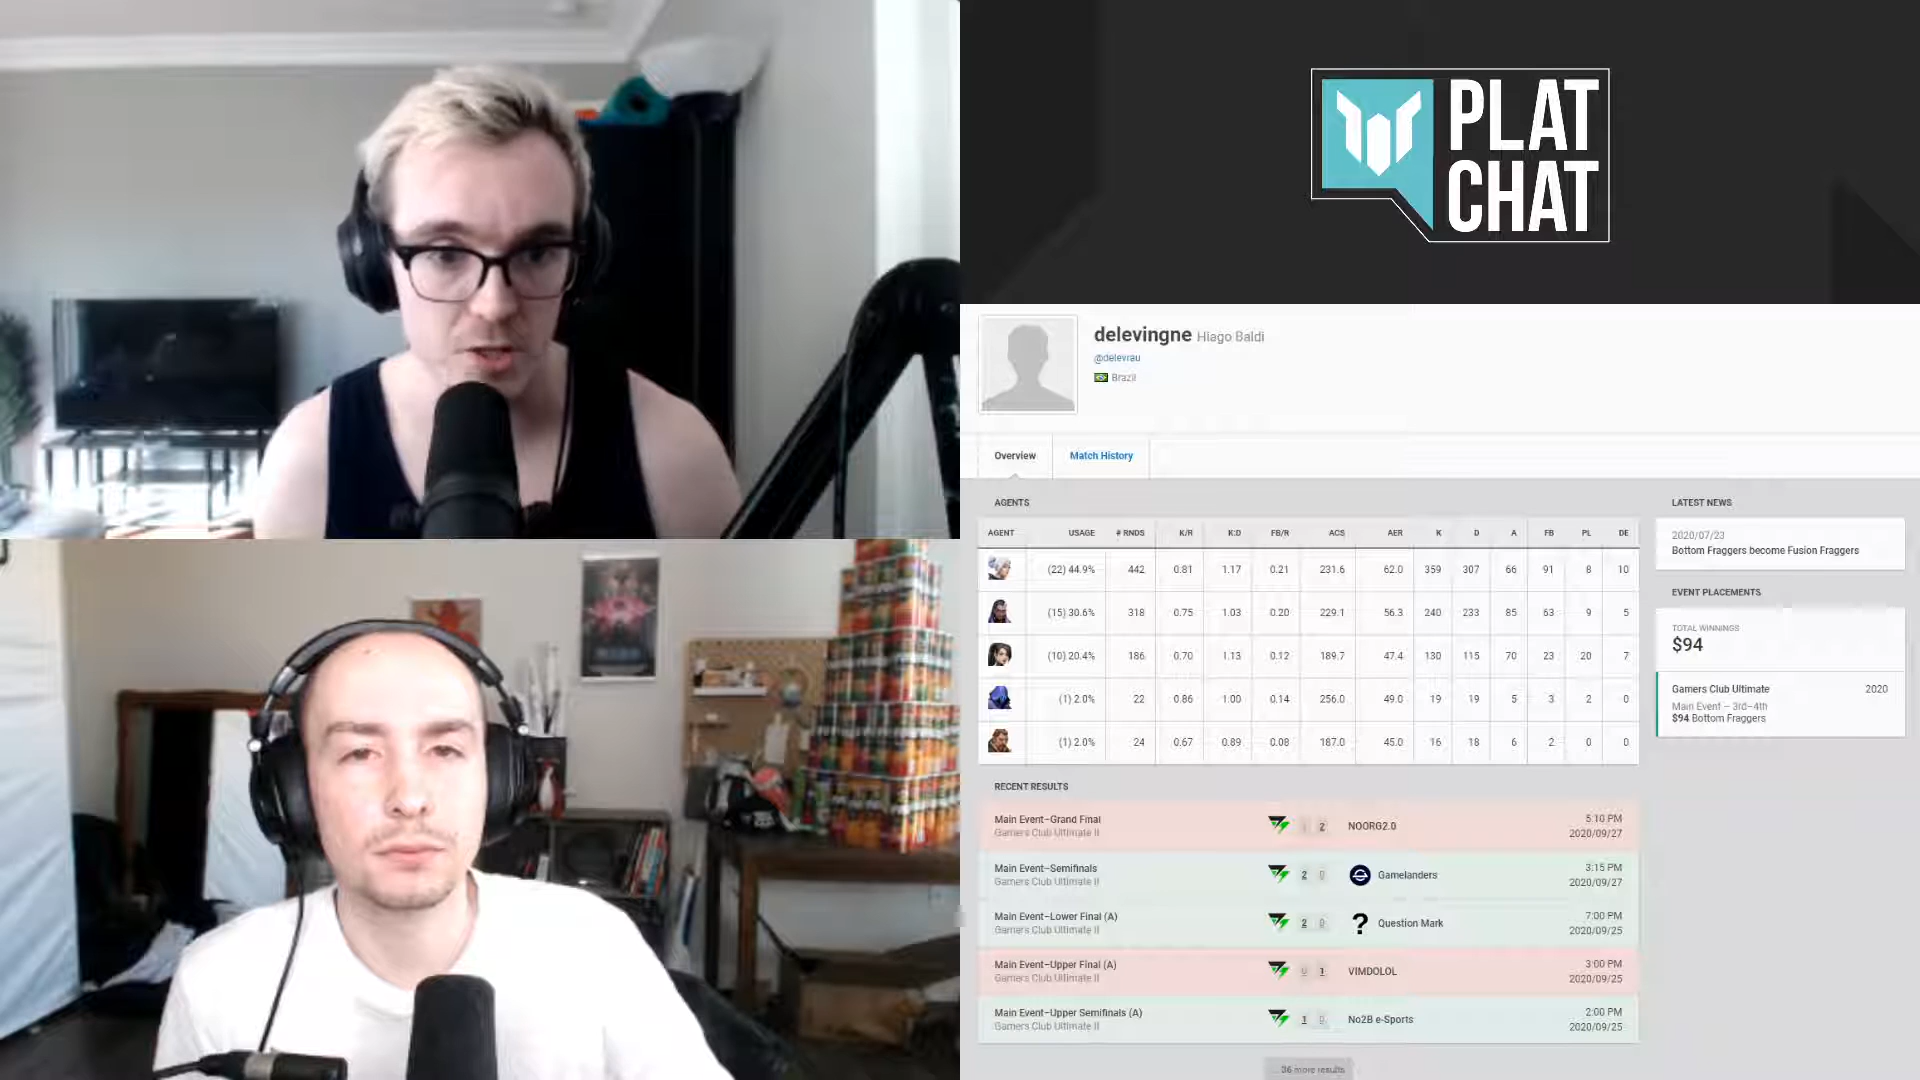 PLAT
CHAT
delevingne Hiago Baldi
@delevrau
Brazil
Overview Match History
AGENTS
AGENT USAGE # RNDS K/R K:D FB/R ACS AER K D A FB PL DE
(22) 44.9% 442 0.81 1.17 0.21 231.6 62.0 359 307 66 91 8 10
(15) 30.6% 318 0.75 1.03 0.20 229.1 56.3 240 233 85 63 9 5
(10) 20.4% 186 0.70 1.13 0.12 189.7 47.4 130 115 70 23 20 7
(1) 2.0% 22 0.86 1.00 0.14 256.0 49.0 19 19 5 3 2 0
(1) 2.0% 24 0.67 0.89 0.08 187.0 45.0 16 18 6 2 0 0
RECENT RESULTS
Main Event–Grand Final 2 NOORG2.0 5:10 PM
Gamers Club Ultimate II 2020/09/27
Main Event–Semifinals 2 0 Gamelanders 3:15 PM
Gamers Club Ultimate II 2020/09/27
Main Event–Lower Final (A) 2 0 ? Question Mark 7:00 PM
Gamers Club Ultimate II 2020/09/25
Main Event–Upper Final (A) 0 1 VIMDOLOL 3:00 PM
Gamers Club Ultimate II 2020/09/25
Main Event–Upper Semifinals (A) 1 0 No2B e-Sports 2:00 PM
Gamers Club Ultimate II 2020/09/25
... 36 more results
LATEST NEWS
2020/07/23
Bottom Fraggers become Fusion Fraggers
EVENT PLACEMENTS
TOTAL WINNINGS
$94
Gamers Club Ultimate 2020
Main Event – 3rd–4th
$94 Bottom Fraggers